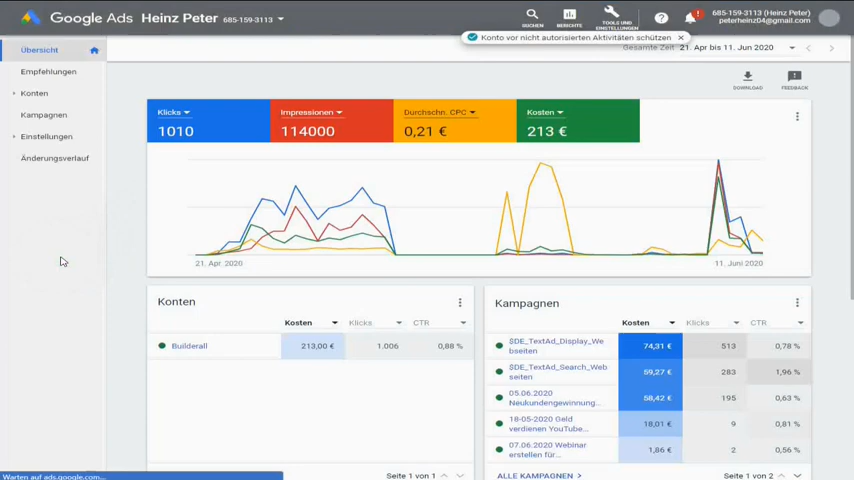 Google Ads Heinz Peter 685-159-3113
SUCHEN
BERICHTE
TOOLS UND
EINSTELLUNGEN
685-159-3113 (Heinz Peter)
peterheinz04@gmail.com
Konto vor nicht autorisierten Aktivitäten schützen
Gesamte Zeit 21. Apr bis 11. Jun 2020
Übersicht
Empfehlungen
Konten
Kampagnen
Einstellungen
Änderungsverlauf
DOWNLOAD
FEEDBACK
Klicks
1010
Impressionen
114000
Durchschn. CPC
0,21 €
Kosten
213 €
21. Apr. 2020
11. Juni 2020
Konten
Kosten Klicks CTR
Builderall 213,00 € 1.006 0,88 %
Seite 1 von 1
Kampagnen
Kosten Klicks CTR
$DE_TextAd_Display_We
bseiten
74,31 € 513 0,78 %
$DE_TextAd_Search_Web
seiten
59,27 € 283 1,96 %
05.06.2020
Neukundengewinnung...
58,42 € 195 0,63 %
18-05-2020 Geld
verdienen YouTube...
18,01 € 9 0,81 %
07.06.2020 Webinar
erstellen für...
1,86 € 2 0,56 %
ALLE KAMPAGNEN
Seite 1 von 2
Warten auf ads.google.com...